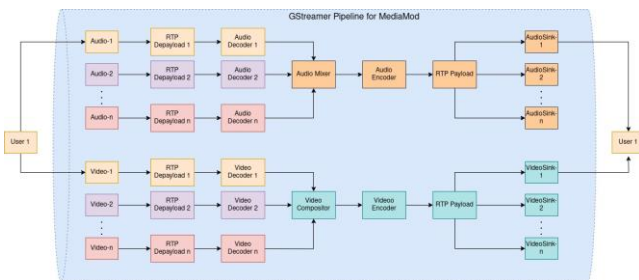 GStreamer Pipeline for MediaMod
Audio-1
RTP
Depayload 1
Audio
Decoder 1
AudioSink-
1
Audio-2
RTP
Depayload 2
Audio
Decoder 2
Audio Mixer
Audio
Encoder
RTP Payload
AudioSink-
2
Audio-n
RTP
Depayload n
Audio
Decoder n
AudioSink-
n
User 1
User 1
Video-1
RTP
Depayload 1
Video
Decoder 1
VideoSink-
1
Video-2
RTP
Depayload 2
Video
Decoder 2
Video
Compositor
Videoo
Encoder
RTP Payload
VideoSink-
2
Video-n
RTP
Depayload n
Video
Decoder n
VideoSink-
n